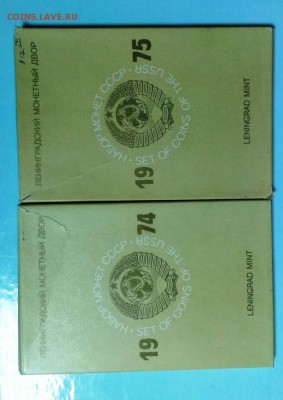 COINS.LAVE.RU
ЛЕНИНГРАДСКИЙ МОНЕТНЫЙ ДВОР
НАБОР МОНЕТ СССР • SET OF COINS OF THE USSR •
19 75
LENINGRAD MINT
ЛЕНИНГРАДСКИЙ МОНЕТНЫЙ ДВОР
НАБОР МОНЕТ СССР • SET OF COINS OF THE USSR •
19 74
LENINGRAD MINT